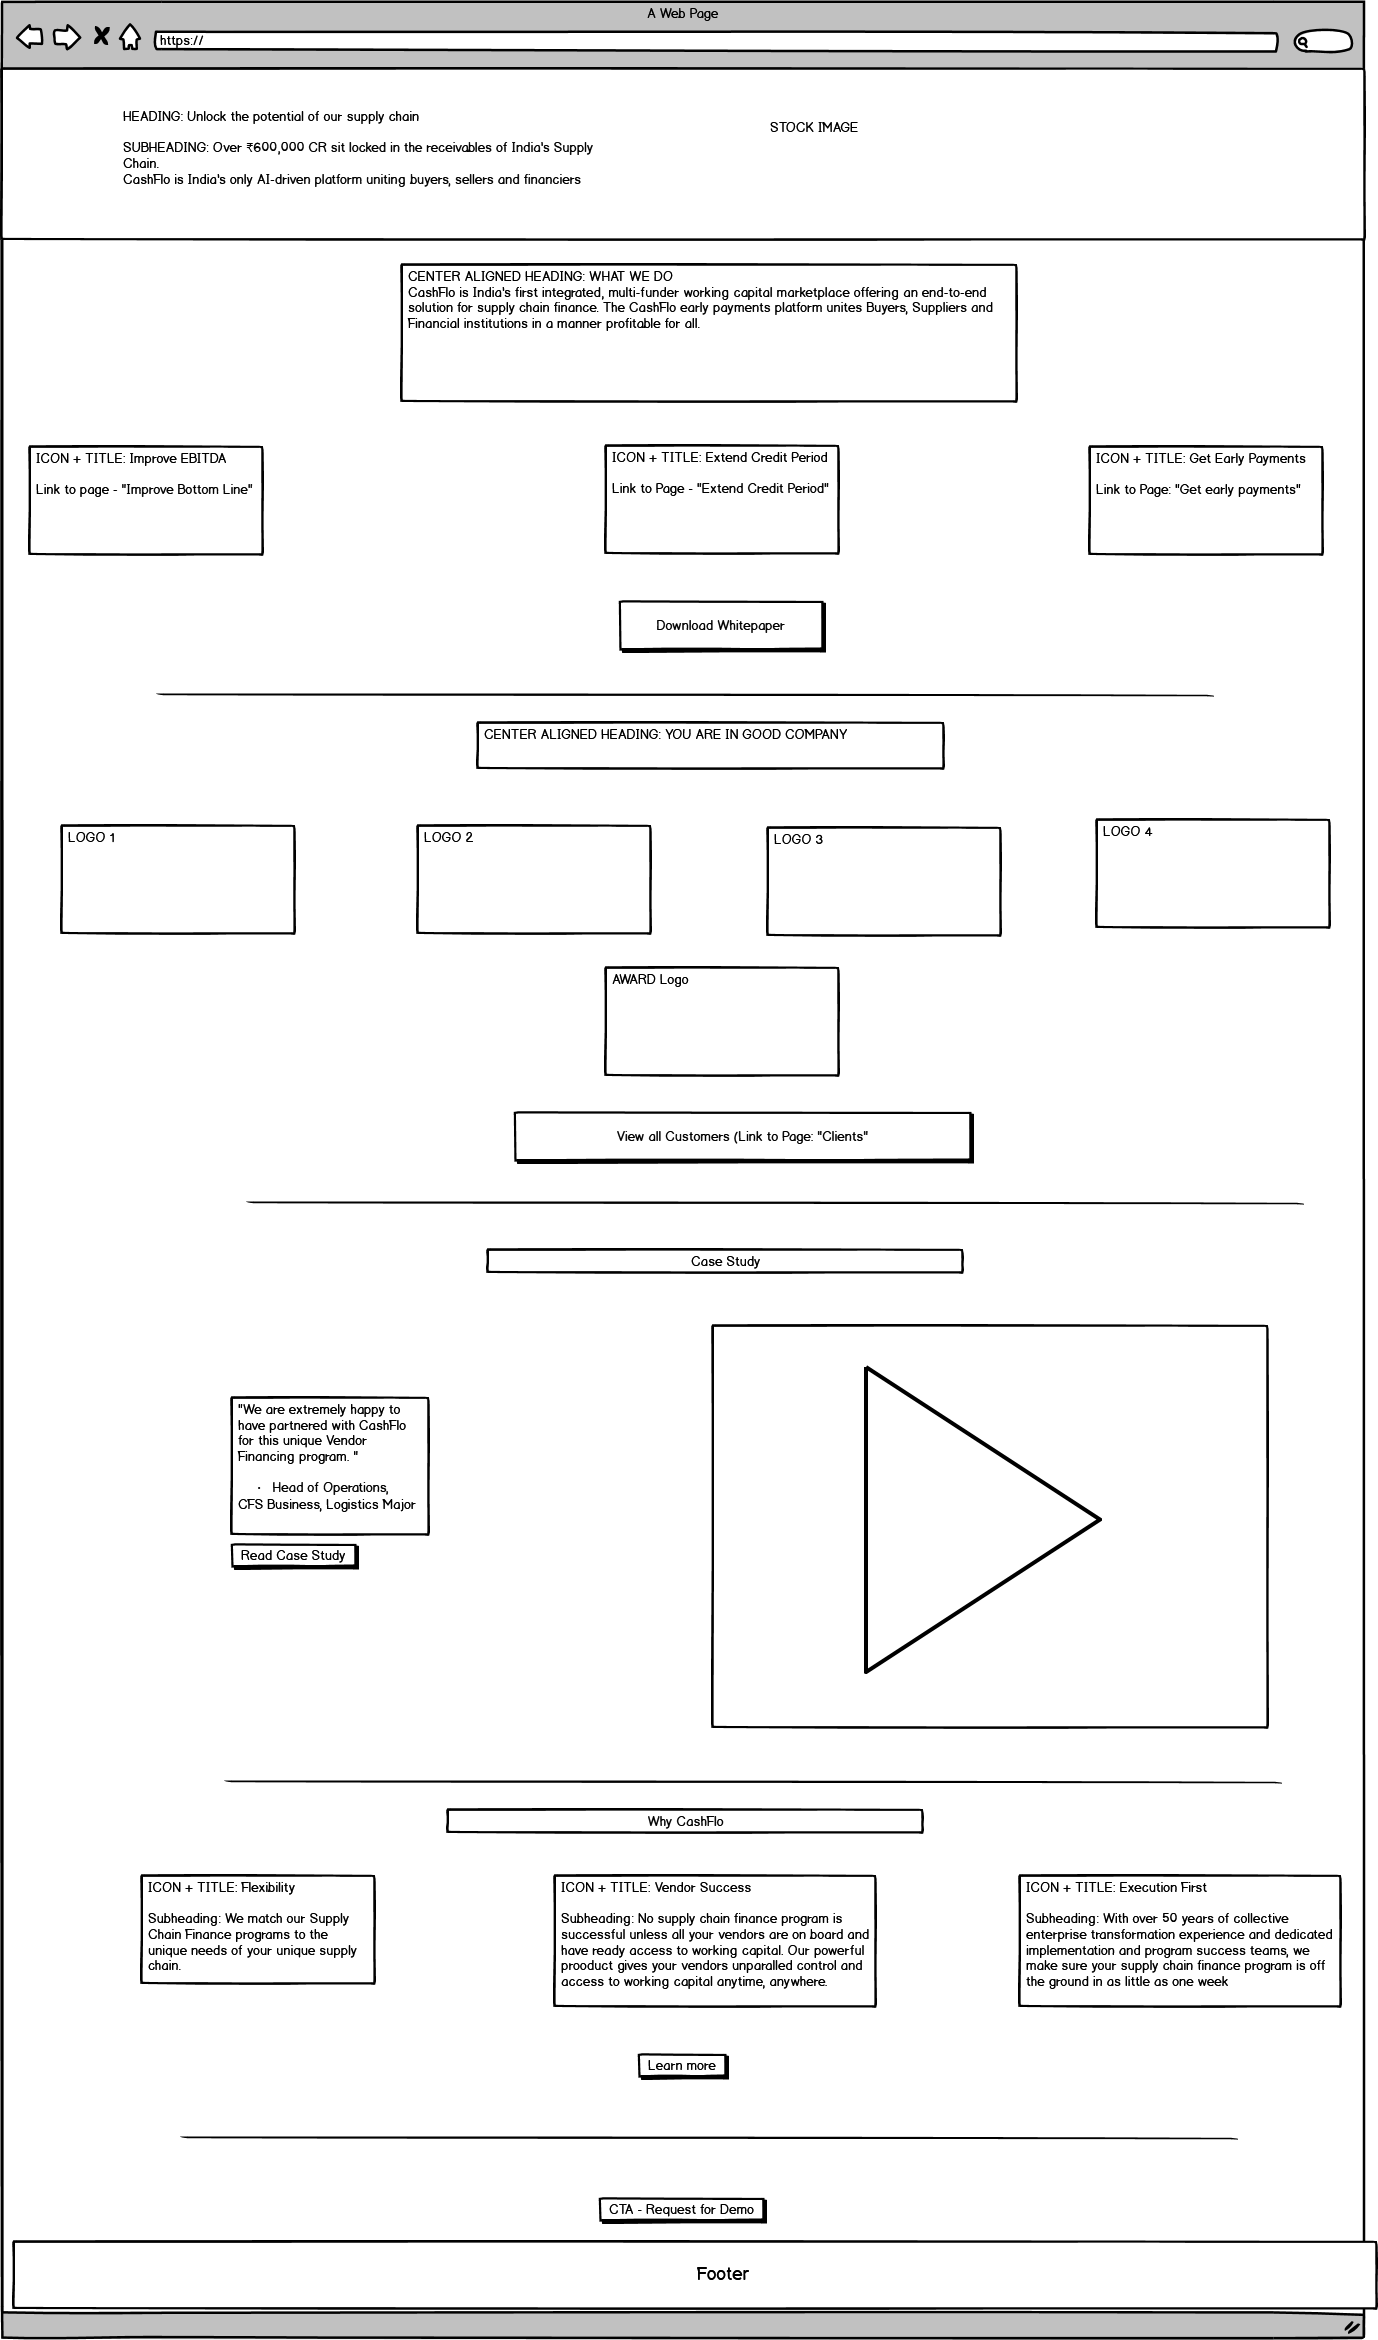 A Web Page
https://
HEADING: Unlock the potential of our supply chain
SUBHEADING: Over ₹600,000 CR sit locked in the receivables of India's Supply
Chain.
CashFlo is India's only AI-driven platform uniting buyers, sellers and financiers
STOCK IMAGE
CENTER ALIGNED HEADING: WHAT WE DO
CashFlo is India's first integrated, multi-funder working capital marketplace offering an end-to-end
solution for supply chain finance. The CashFlo early payments platform unites Buyers, Suppliers and
Financial institutions in a manner profitable for all.
ICON + TITLE: Improve EBITDA
Link to page - "Improve Bottom Line"
ICON + TITLE: Extend Credit Period
Link to Page - "Extend Credit Period"
ICON + TITLE: Get Early Payments
Link to Page: "Get early payments"
Download Whitepaper
CENTER ALIGNED HEADING: YOU ARE IN GOOD COMPANY
LOGO 1
LOGO 2
LOGO 3
LOGO 4
AWARD Logo
View all Customers (Link to Page: "Clients"
Case Study
"We are extremely happy to
have partnered with CashFlo
for this unique Vendor
Financing program. "
· Head of Operations,
CFS Business, Logistics Major
Read Case Study
Why CashFlo
ICON + TITLE: Flexibility
Subheading: We match our Supply
Chain Finance programs to the
unique needs of your unique supply
chain.
ICON + TITLE: Vendor Success
Subheading: No supply chain finance program is
successful unless all your vendors are on board and
have ready access to working capital. Our powerful
prooduct gives your vendors unparalled control and
access to working capital anytime, anywhere.
ICON + TITLE: Execution First
Subheading: With over 50 years of collective
enterprise transformation experience and dedicated
implementation and program success teams, we
make sure your supply chain finance program is off
the ground in as little as one week
Learn more
CTA - Request for Demo
Footer